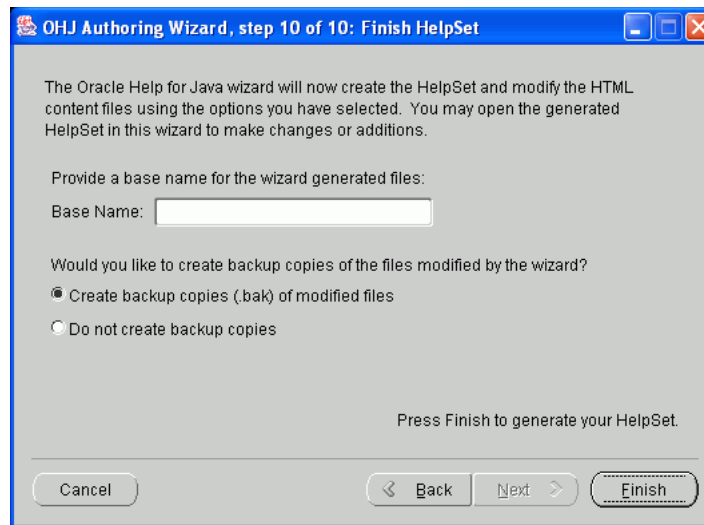 OHJ Authoring Wizard, step 10 of 10: Finish HelpSet
The Oracle Help for Java wizard will now create the HelpSet and modify the HTML
content files using the options you have selected. You may open the generated
HelpSet in this wizard to make changes or additions.
Provide a base name for the wizard generated files:
Base Name:
Would you like to create backup copies of the files modified by the wizard?
Create backup copies (.bak) of modified files
Do not create backup copies
Press Finish to generate your HelpSet.
Cancel Back Next Finish